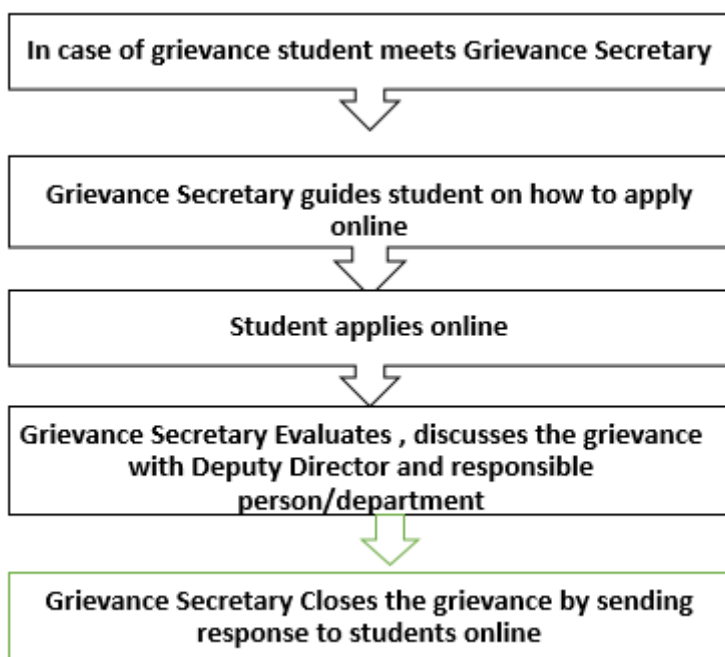 In case of grievance student meets Grievance Secretary
Grievance Secretary guides student on how to apply
online
Student applies online
Grievance Secretary Evaluates , discusses the grievance
with Deputy Director and responsible
person/department
Grievance Secretary Closes the grievance by sending
response to students online